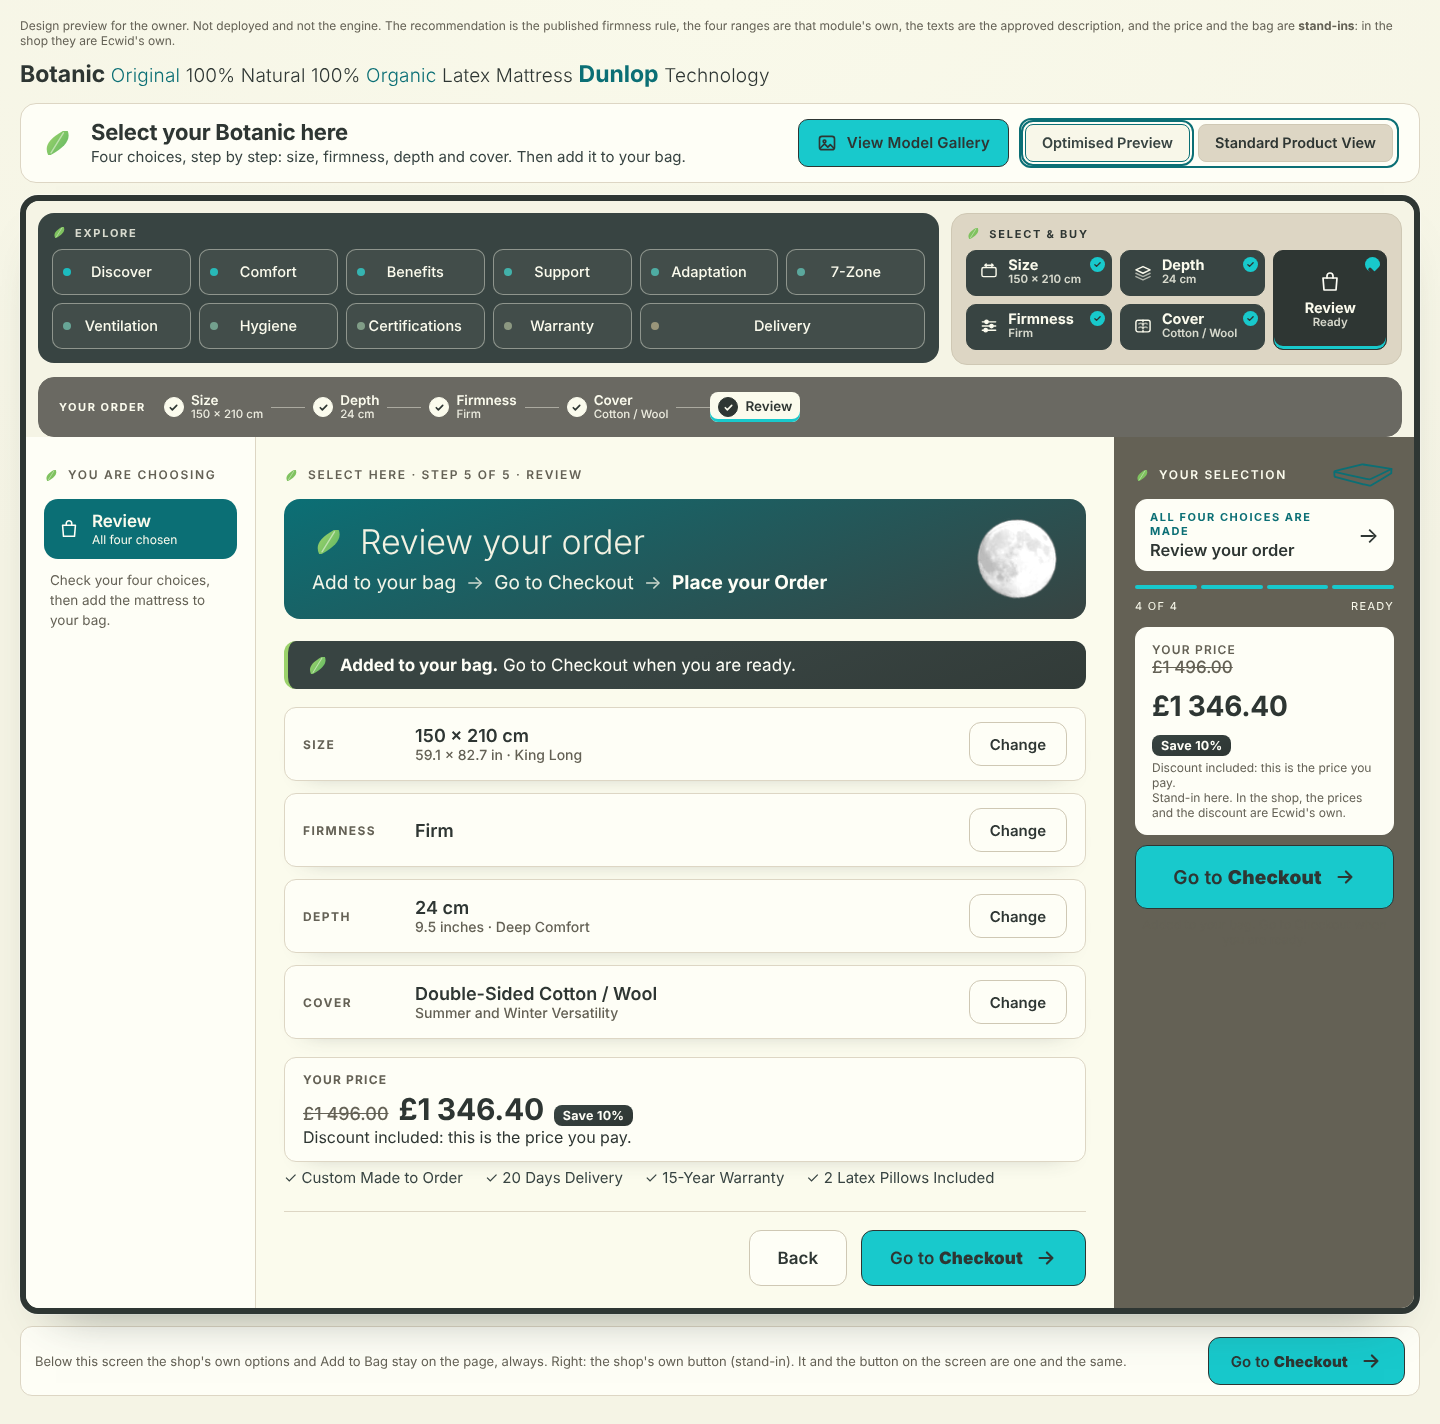 Design preview for the owner. Not deployed and not the engine. The recommendation is the published firmness rule, the four ranges are that module's own, the texts are the approved description, and the price and the bag are stand-ins: in the
shop they are Ecwid's own.
Botanic Original 100% Natural 100% Organic Latex Mattress Dunlop Technology
Select your Botanic here
Four choices, step by step: size, firmness, depth and cover. Then add it to your bag.
View Model Gallery
Optimised Preview
Standard Product View
EXPLORE
Discover
Comfort
Benefits
Support
Adaptation
7-Zone
Ventilation
Hygiene
Certifications
Warranty
Delivery
SELECT & BUY
Size
150 × 210 cm
Depth
24 cm
Firmness
Firm
Cover
Cotton / Wool
Review
Ready
YOUR ORDER
Size
150 × 210 cm
Depth
24 cm
Firmness
Firm
Cover
Cotton / Wool
Review
YOU ARE CHOOSING
Review
All four chosen
Check your four choices,
then add the mattress to
your bag.
SELECT HERE · STEP 5 OF 5 · REVIEW
Review your order
Add to your bag → Go to Checkout → Place your Order
Added to your bag. Go to Checkout when you are ready.
SIZE
150 × 210 cm
59.1 × 82.7 in · King Long
Change
FIRMNESS
Firm
Change
DEPTH
24 cm
9.5 inches · Deep Comfort
Change
COVER
Double-Sided Cotton / Wool
Summer and Winter Versatility
Change
YOUR PRICE
£1 496.00 £1 346.40 Save 10%
Discount included: this is the price you pay.
✓ Custom Made to Order ✓ 20 Days Delivery ✓ 15-Year Warranty ✓ 2 Latex Pillows Included
Back
Go to Checkout →
YOUR SELECTION
ALL FOUR CHOICES ARE
MADE
Review your order →
4 OF 4
READY
YOUR PRICE
£1 496.00
£1 346.40
Save 10%
Discount included: this is the price you
pay.
Stand-in here. In the shop, the prices
and the discount are Ecwid's own.
Go to Checkout →
Below this screen the shop's own options and Add to Bag stay on the page, always. Right: the shop's own button (stand-in). It and the button on the screen are one and the same.
Go to Checkout →